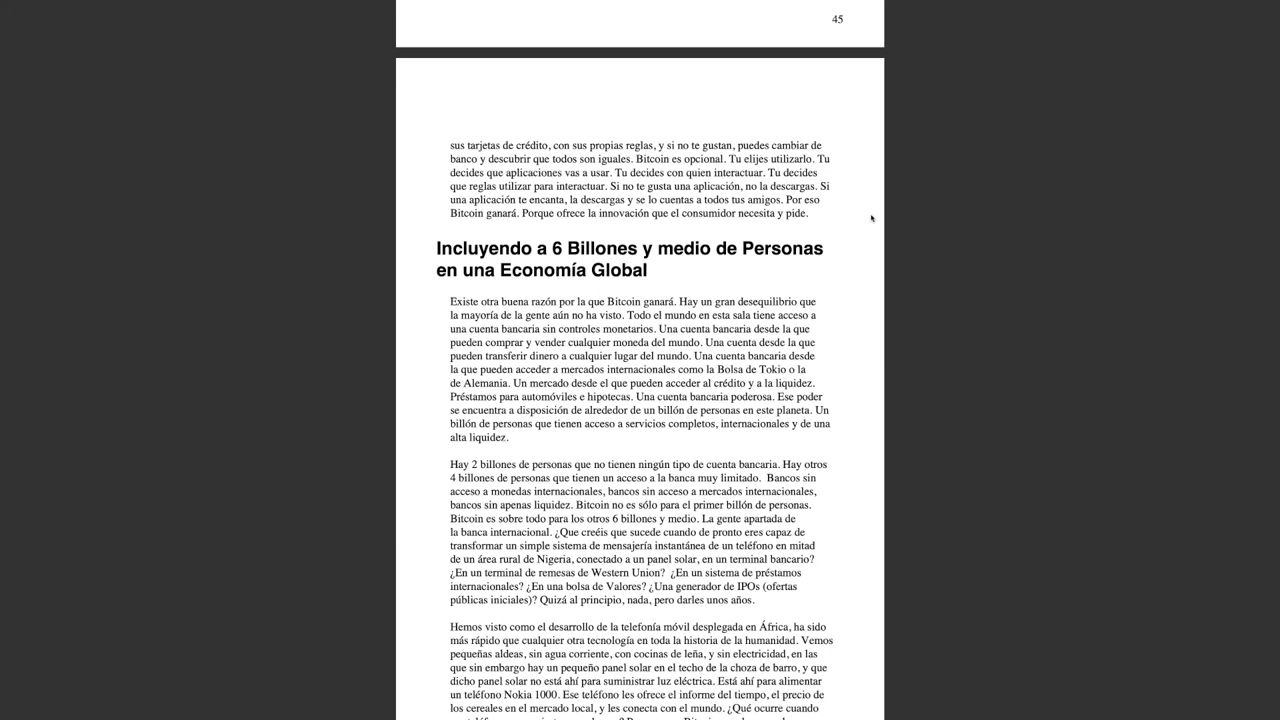 45
sus tarjetas de crédito, con sus propias reglas, y si no te gustan, puedes cambiar de
banco y descubrir que todos son iguales. Bitcoin es opcional. Tu elijes utilizarlo. Tu
decides que aplicaciones vas a usar. Tu decides con quien interactuar. Tu decides
que reglas utilizar para interactuar. Si no te gusta una aplicación, no la descargas. Si
una aplicación te encanta, la descargas y se lo cuentas a todos tus amigos. Por eso
Bitcoin ganará. Porque ofrece la innovación que el consumidor necesita y pide.
Incluyendo a 6 Billones y medio de Personas
en una Economía Global
Existe otra buena razón por la que Bitcoin ganará. Hay un gran desequilibrio que
la mayoría de la gente aún no ha visto. Todo el mundo en esta sala tiene acceso a
una cuenta bancaria sin controles monetarios. Una cuenta bancaria desde la que
pueden comprar y vender cualquier moneda del mundo. Una cuenta desde la que
pueden transferir dinero a cualquier lugar del mundo. Una cuenta bancaria desde
la que pueden acceder a mercados internacionales como la Bolsa de Tokio o la
de Alemania. Un mercado desde el que pueden acceder al crédito y a la liquidez.
Préstamos para automóviles e hipotecas. Una cuenta bancaria poderosa. Ese poder
se encuentra a disposición de alrededor de un billón de personas en este planeta. Un
billón de personas que tienen acceso a servicios completos, internacionales y de una
alta liquidez.
Hay 2 billones de personas que no tienen ningún tipo de cuenta bancaria. Hay otros
4 billones de personas que tienen un acceso a la banca muy limitado. Bancos sin
acceso a monedas internacionales, bancos sin acceso a mercados internacionales,
bancos sin apenas liquidez. Bitcoin no es sólo para el primer billón de personas.
Bitcoin es sobre todo para los otros 6 billones y medio. La gente apartada de
la banca internacional. ¿Que creéis que sucede cuando de pronto eres capaz de
transformar un simple sistema de mensajería instantánea de un teléfono en mitad
de un área rural de Nigeria, conectado a un panel solar, en un terminal bancario?
¿En un terminal de remesas de Western Union? ¿En un sistema de préstamos
internacionales? ¿En una bolsa de Valores? ¿Una generador de IPOs (ofertas
públicas iniciales)? Quizá al principio, nada, pero darles unos años.
Hemos visto como el desarrollo de la telefonía móvil desplegada en África, ha sido
más rápido que cualquier otra tecnología en toda la historia de la humanidad. Vemos
pequeñas aldeas, sin agua corriente, con cocinas de leña, y sin electricidad, en las
que sin embargo hay un pequeño panel solar en el techo de la choza de barro, y que
dicho panel solar no está ahí para suministrar luz eléctrica. Está ahí para alimentar
un teléfono Nokia 1000. Ese teléfono les ofrece el informe del tiempo, el precio de
los cereales en el mercado local, y les conecta con el mundo. ¿Qué ocurre cuando